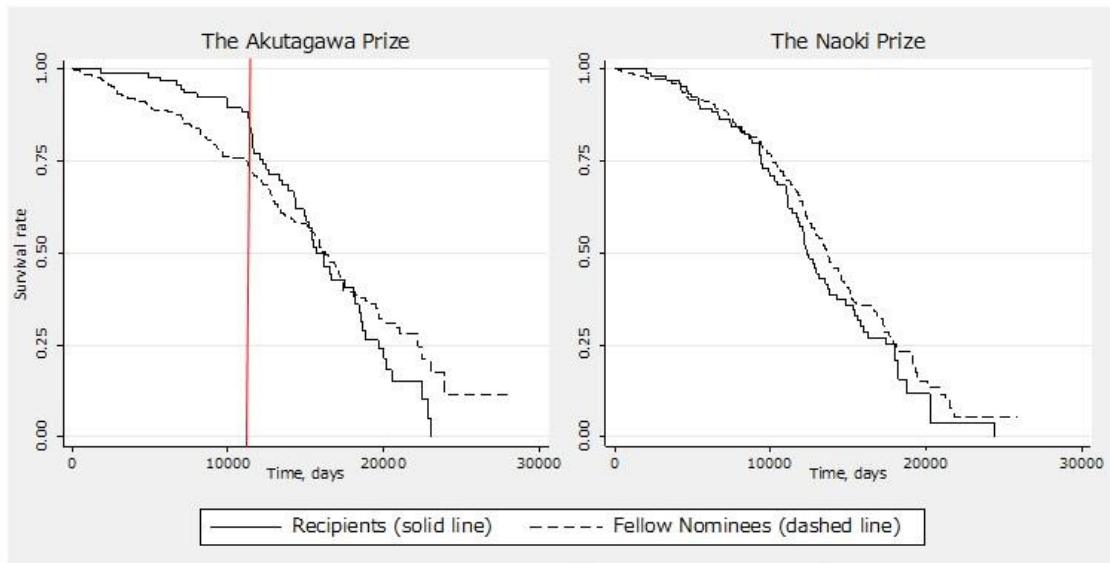 The Akutagawa Prize
Survival rate
1.00
0.75
0.50
0.25
0.00
0
10000
20000
30000
Time, days
The Naoki Prize
1.00
0.75
0.50
0.25
0.00
0
10000
20000
30000
Time, days
Recipients (solid line)
Fellow Nominees (dashed line)